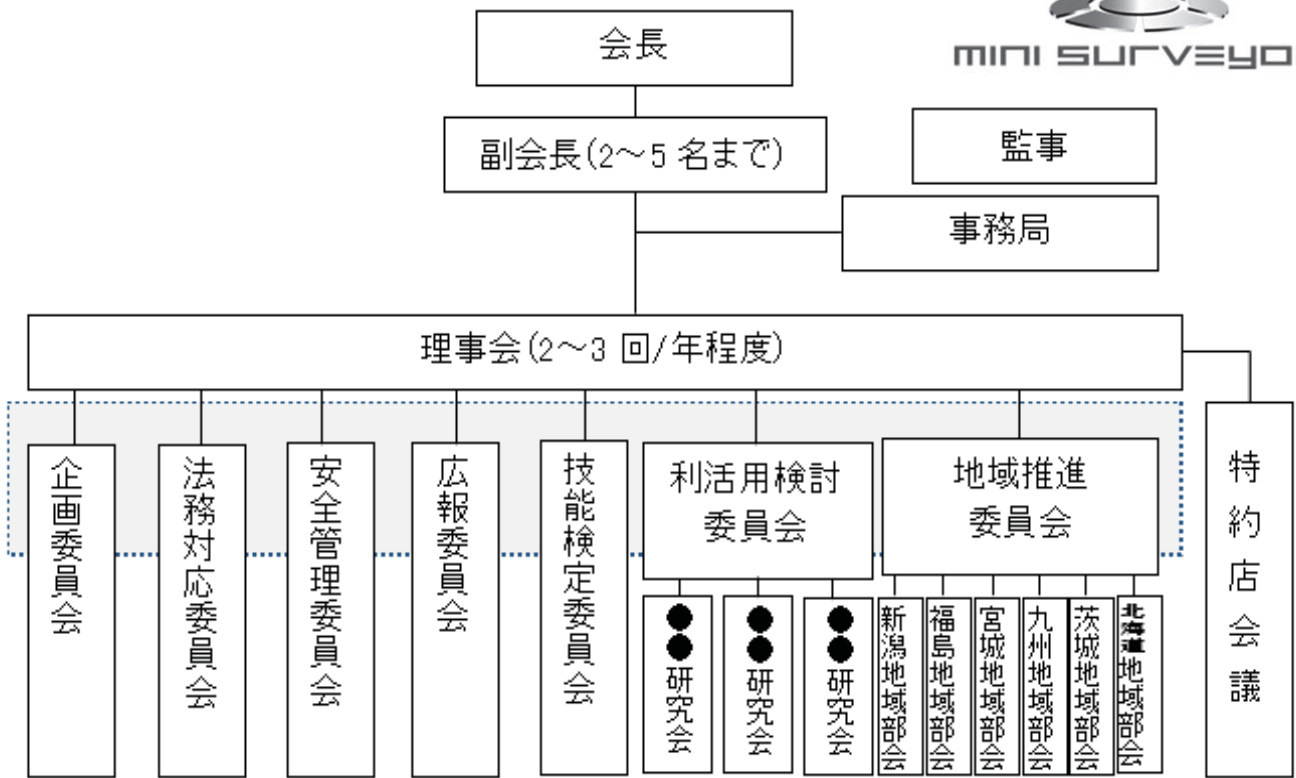 会長
mini surveyo
副会長(2～5 名まで)
監事
事務局
理事会(2～3 回/年程度)
企画委員会
法務対応委員会
安全管理委員会
広報委員会
技能検定委員会
利活用検討
委員会
地域推進
委員会
特約店会議
●●研究会
●●研究会
●●研究会
新潟地域部会
福島地域部会
宮城地域部会
九州地域部会
茨城地域部会
北海道地域部会